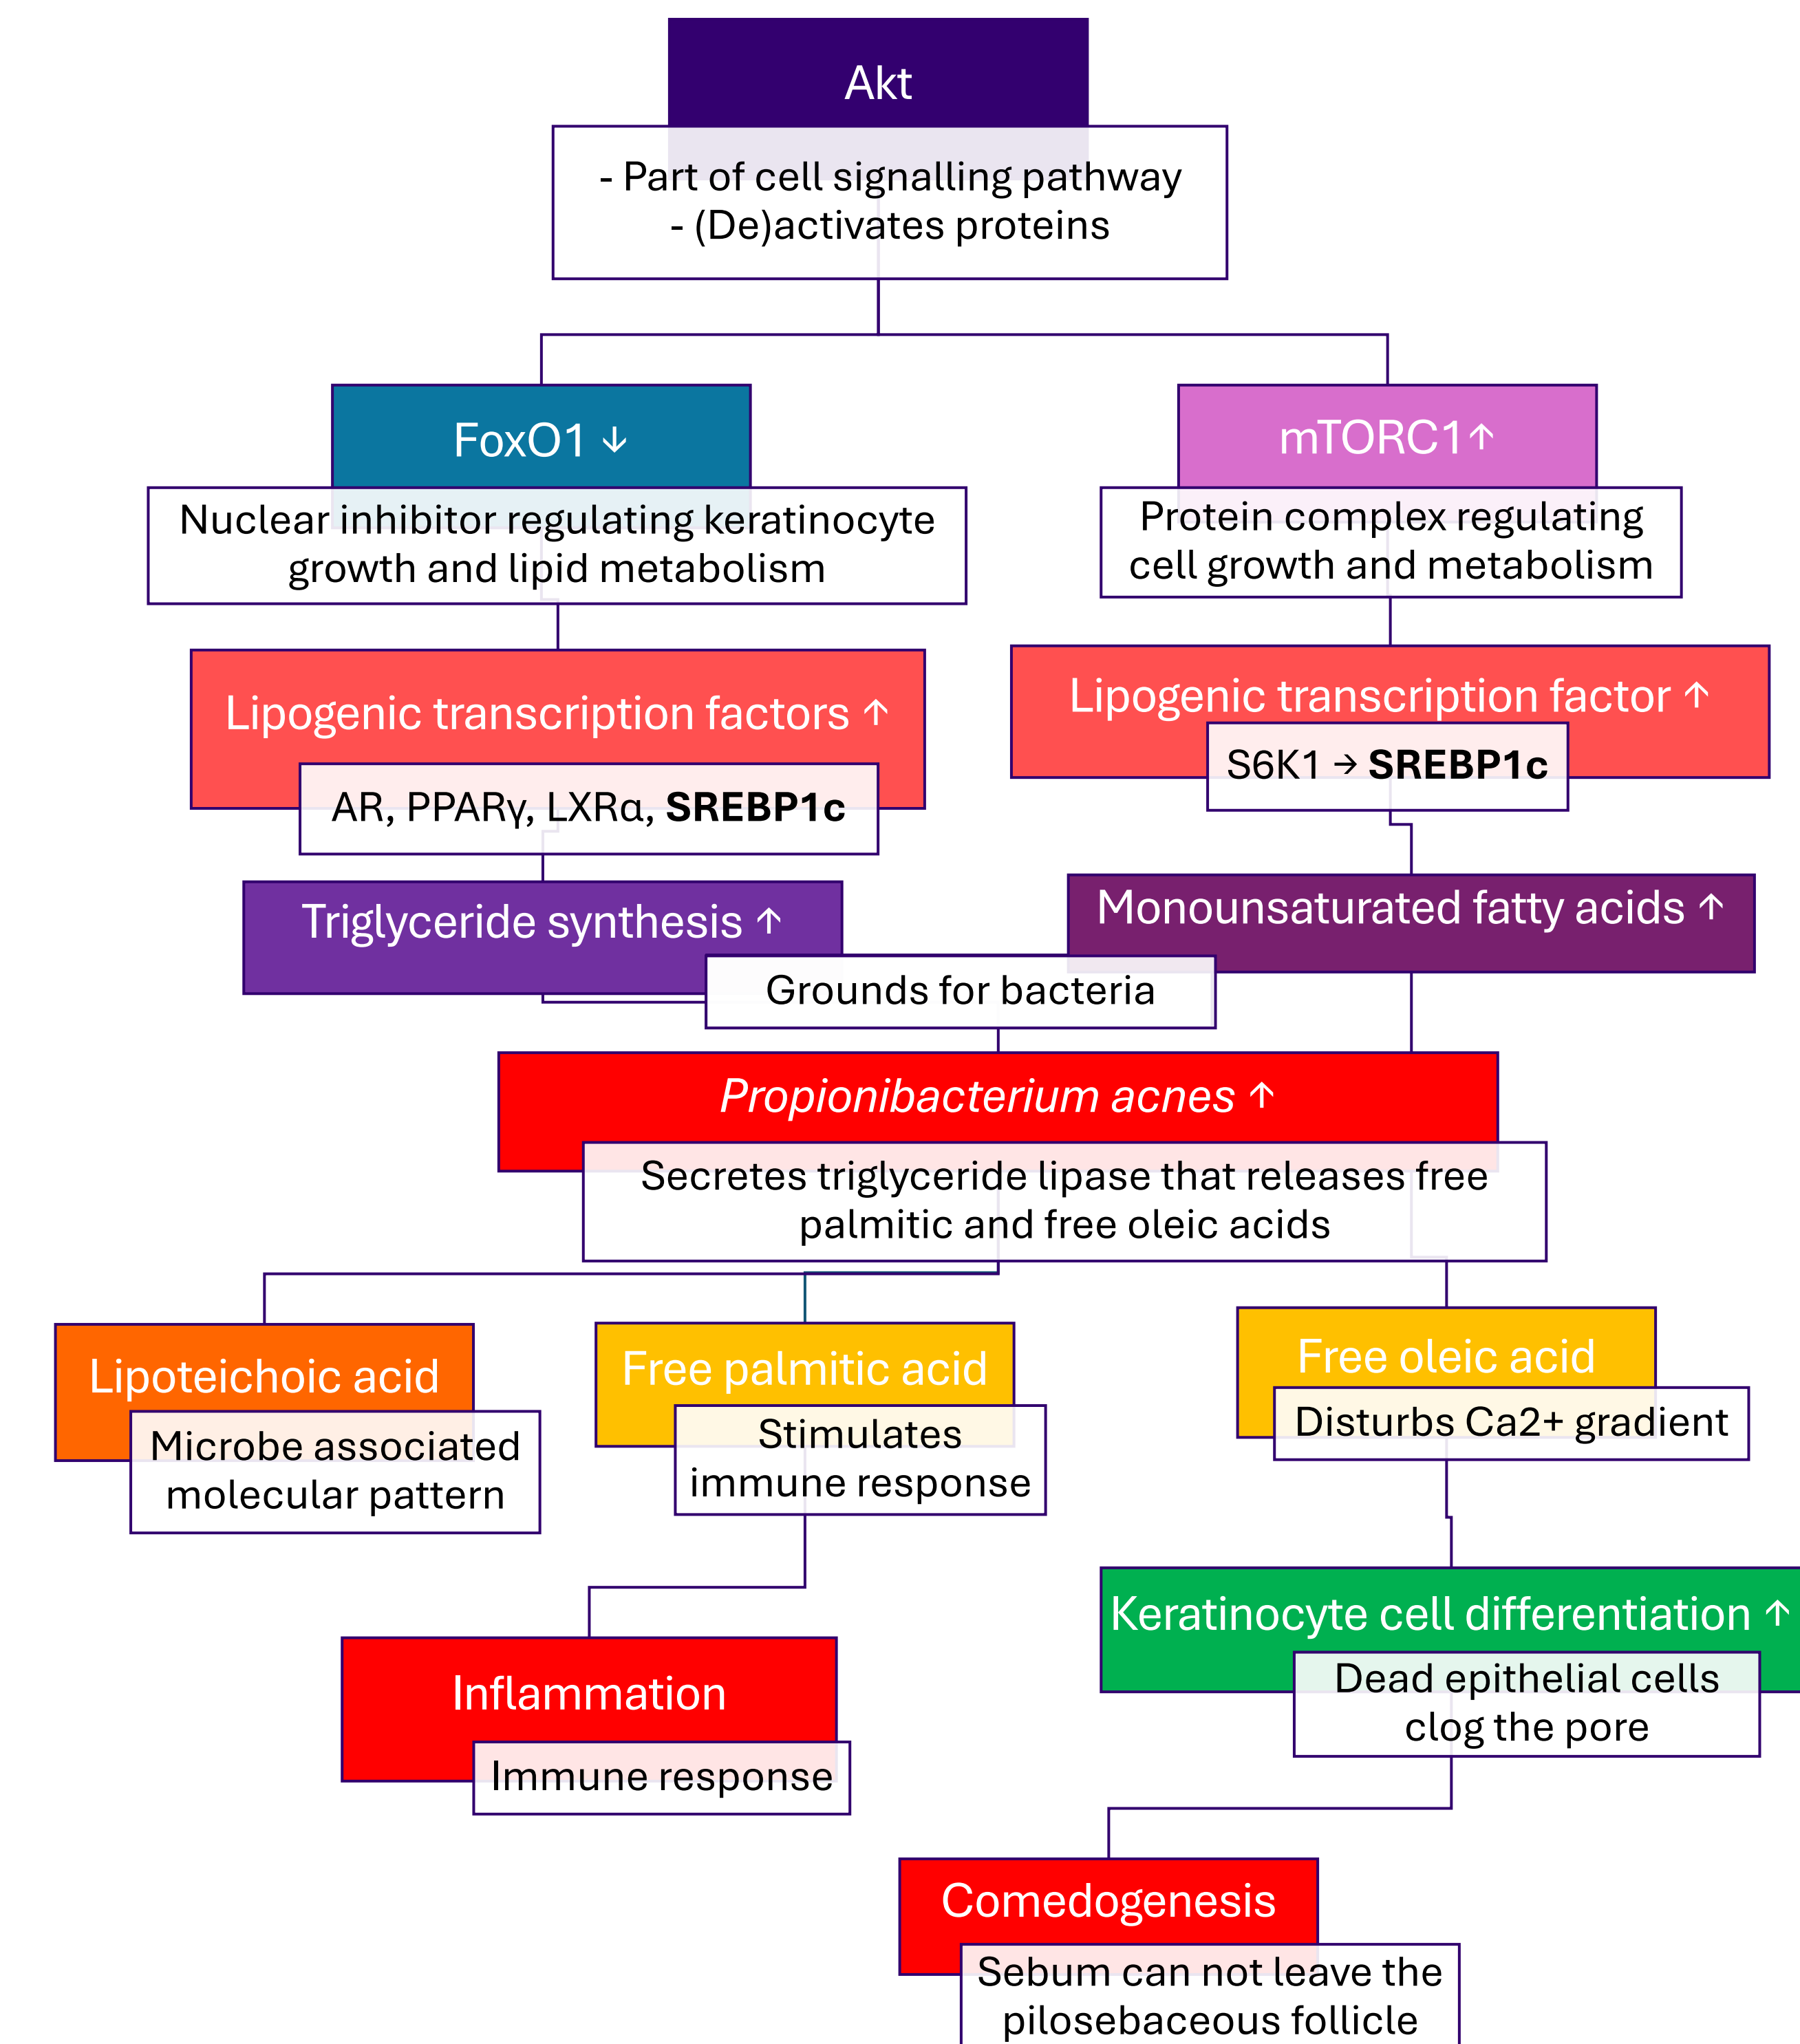 Akt
- Part of cell signalling pathway
- (De)activates proteins
FoxO1 ↓
mTORC1↑
Nuclear inhibitor regulating keratinocyte
growth and lipid metabolism
Protein complex regulating
cell growth and metabolism
Lipogenic transcription factors ↑
AR, PPARγ, LXRα, SREBP1c
Lipogenic transcription factor ↑
S6K1 → SREBP1c
Triglyceride synthesis ↑
Monounsaturated fatty acids ↑
Grounds for bacteria
Propionibacterium acnes ↑
Secretes triglyceride lipase that releases free
palmitic and free oleic acids
Lipoteichoic acid
Microbe associated
molecular pattern
Free palmitic acid
Stimulates
immune response
Free oleic acid
Disturbs Ca2+ gradient
Keratinocyte cell differentiation ↑
Dead epithelial cells
clog the pore
Inflammation
Immune response
Comedogenesis
Sebum can not leave the
pilosebaceous follicle